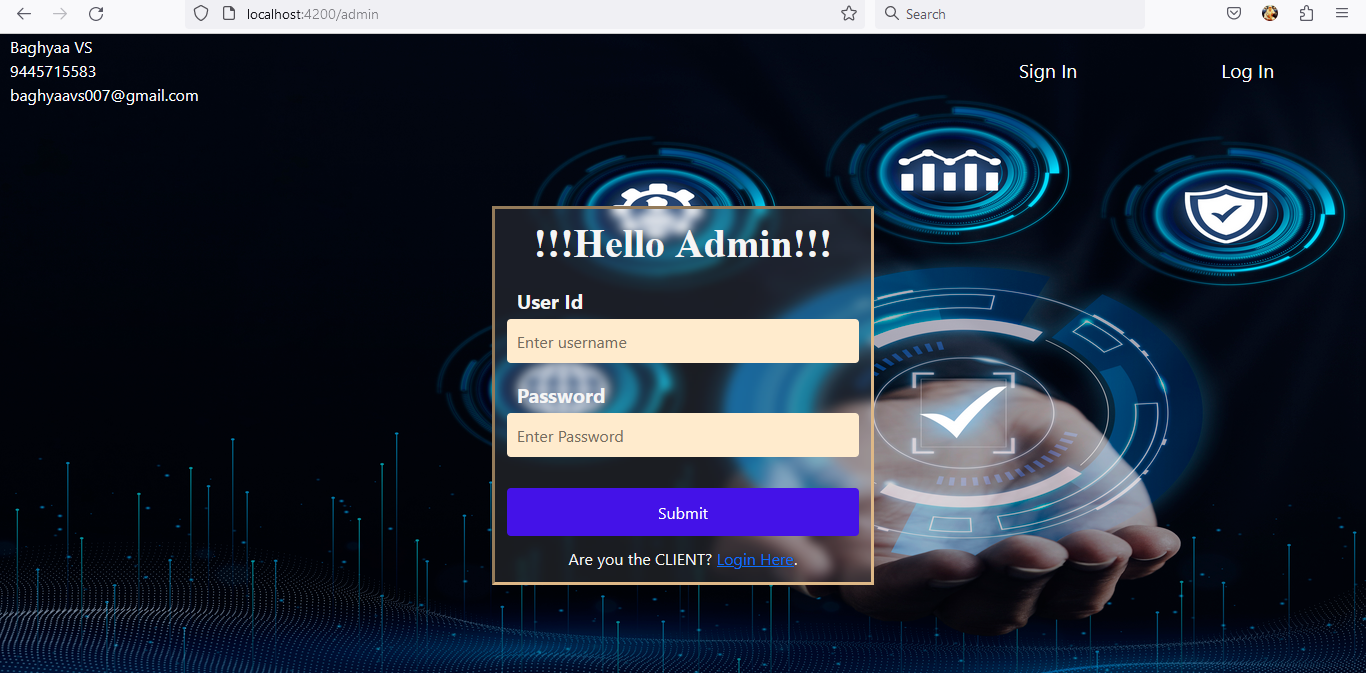 localhost:4200/admin
Search
Baghyaa VS
9445715583
baghyaavs007@gmail.com
Sign In
Log In
!!!Hello Admin!!!
User Id
Enter username
Password
Enter Password
Submit
Are you the CLIENT? Login Here.